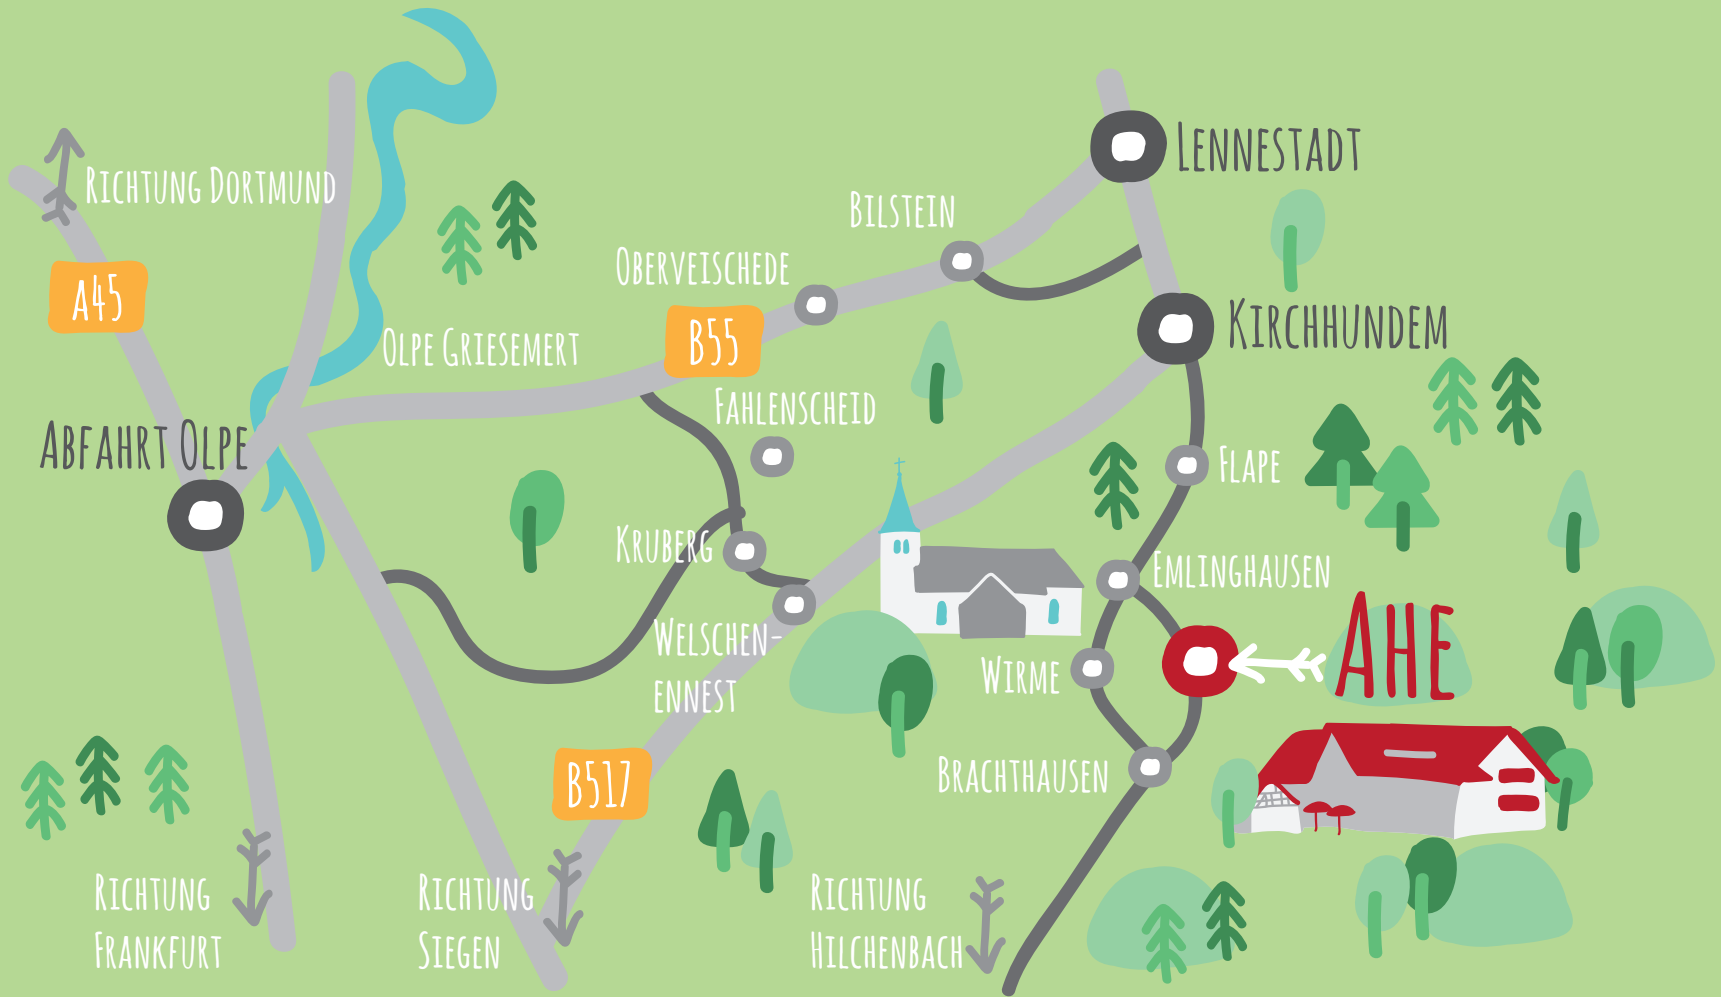 Lennestadt
Richtung Dortmund
Bilstein
Oberveischede
A45
Kirchhundem
Olpe Griesemert
B55
Fahlenscheid
Abfahrt Olpe
Flape
Kruberg
Emlinghausen
Ahe
Welschen-
ennest
Wirme
B517
Brachthausen
Richtung
Frankfurt
Richtung
Siegen
Richtung
Hilchenbach